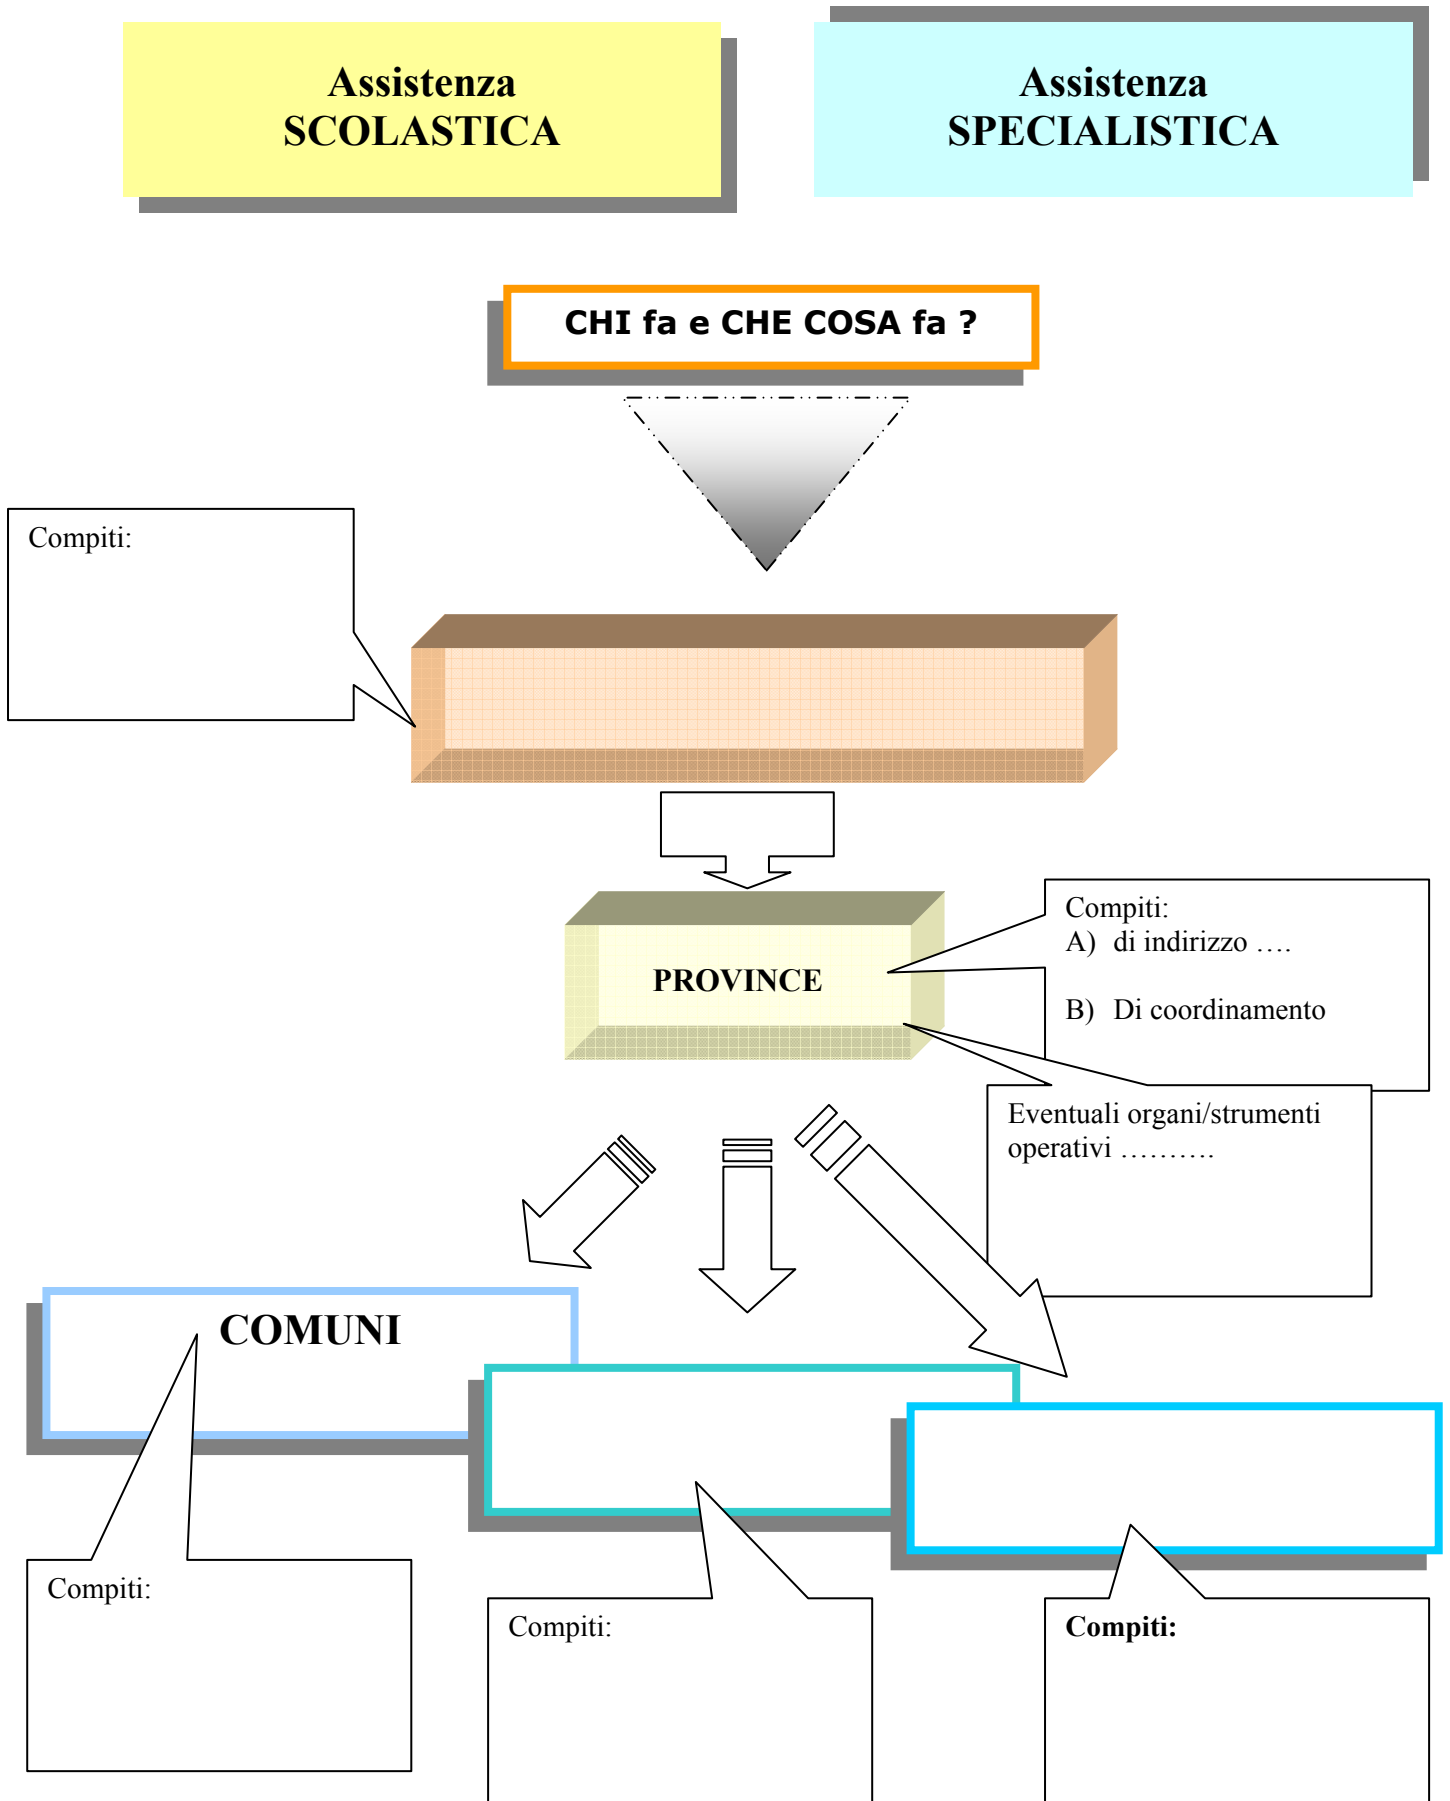 Assistenza
SCOLASTICA
Assistenza
SPECIALISTICA
CHI fa e CHE COSA fa ?
Compiti:
PROVINCE
Compiti:
A) di indirizzo ….
B) Di coordinamento
Eventuali organi/strumenti
operativi ……….
COMUNI
Compiti:
Compiti:
Compiti: